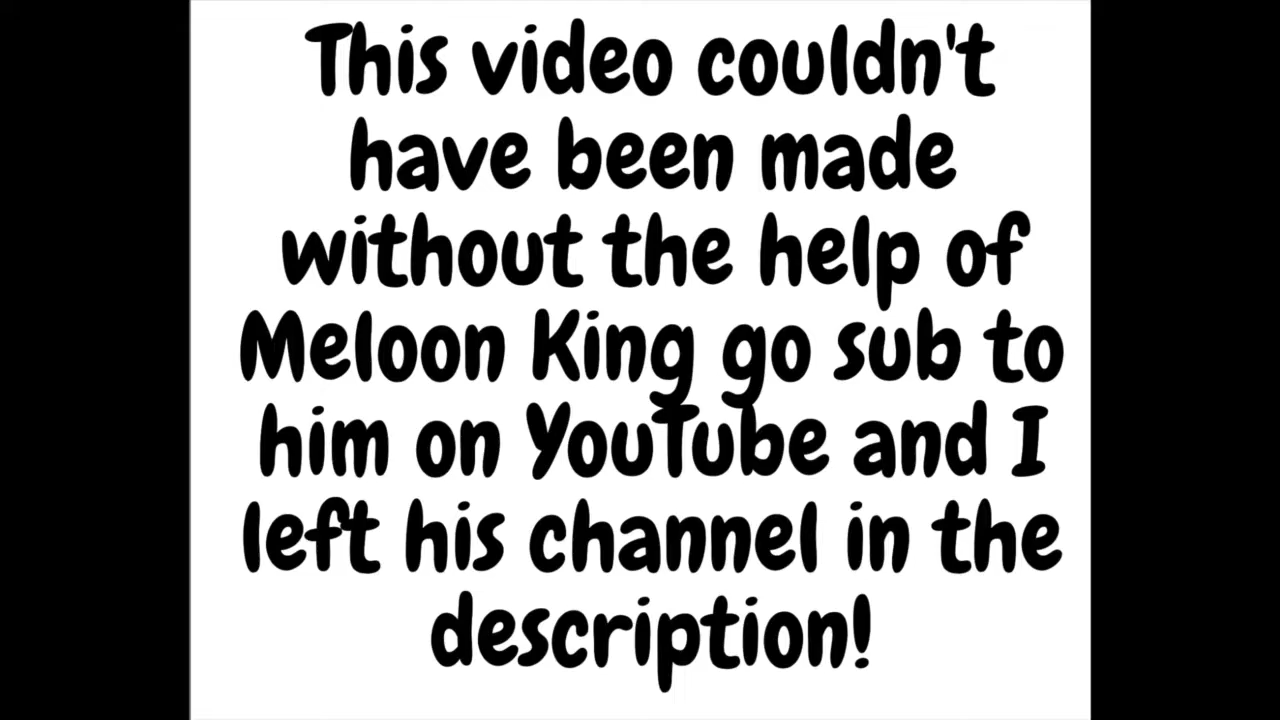 This video couldn't
have been made
without the help of
Meloon King go sub to
him on YouTube and I
left his channel in the
description!